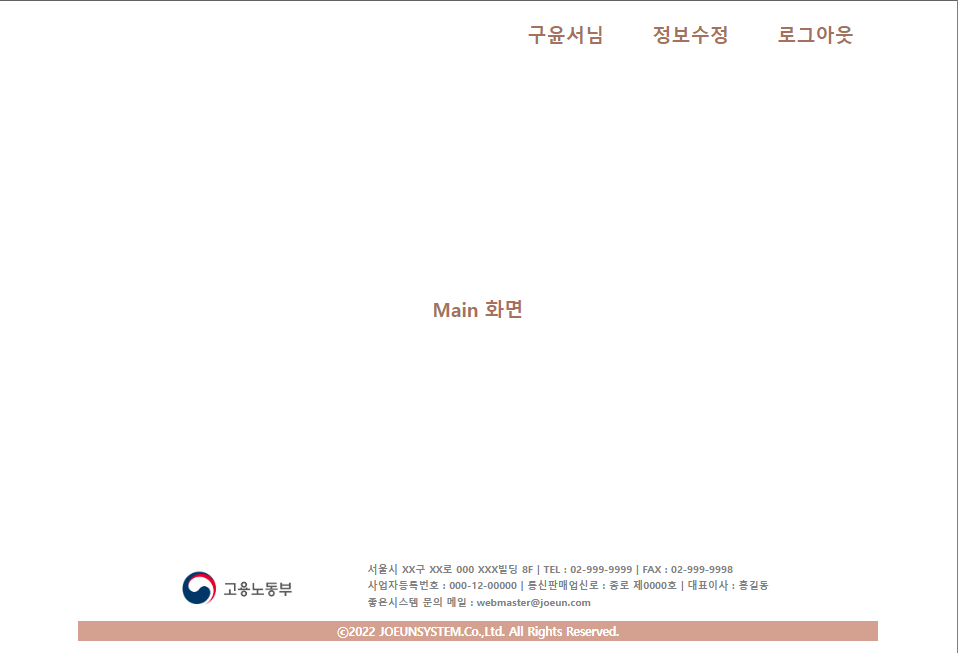 구윤서님 정보수정 로그아웃
Main 화면
고용노동부
서울시 XX구 XX로 000 XXX빌딩 8F | TEL : 02-999-9999 | FAX : 02-999-9998
사업자등록번호 : 000-12-00000 | 통신판매업신로 : 종로 제0000호 | 대표이사 : 홍길동
좋은시스템 문의 메일 : webmaster@joeun.com
©2022 JOEUNSYSTEM.Co.,Ltd. All Rights Reserved.